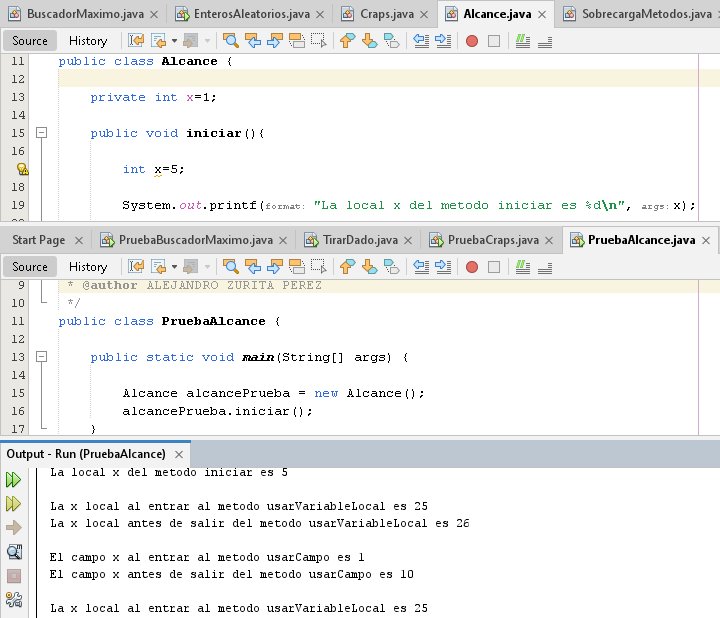 BuscadorMaximo.java × EnterosAleatorios.java × Craps.java × Alcance.java × SobrecargaMetodos.java ×
Source History
11 public class Alcance {
12
13 private int x=1;
14
15 public void iniciar(){
16
int x=5;
18
19 System.out.printf(format: "La local x del metodo iniciar es %d\n", args: x);
Start Page × PruebaBuscadorMaximo.java × TirarDado.java × PruebaCraps.java × PruebaAlcance.java ×
Source History
9 * @author ALEJANDRO ZURITA PEREZ
10 */
11 public class PruebaAlcance {
12
13 public static void main(String[] args) {
14
15 Alcance alcancePrueba = new Alcance();
16 alcancePrueba.iniciar();
17 }
Output - Run (PruebaAlcance) ×
La local x del metodo iniciar es 5
La x local al entrar al metodo usarVariableLocal es 25
La x local antes de salir del metodo usarVariableLocal es 26
El campo x al entrar al metodo usarCampo es 1
El campo x antes de salir del metodo usarCampo es 10
La x local al entrar al metodo usarVariableLocal es 25